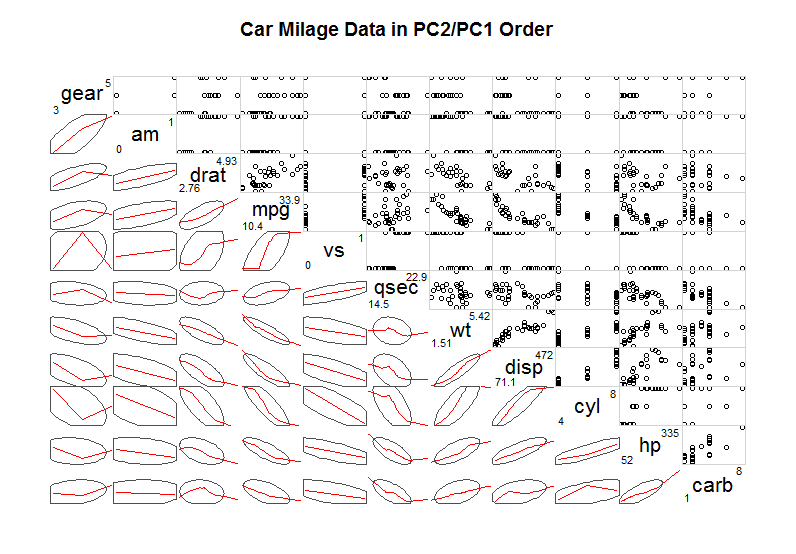 Car Milage Data in PC2/PC1 Order
gear
5
3
am
1
0
drat
4.93
2.76
mpg
33.9
10.4
vs
1
0
qsec
22.9
14.5
wt
5.42
1.51
disp
472
71.1
cyl
8
4
hp
335
52
carb
8
1